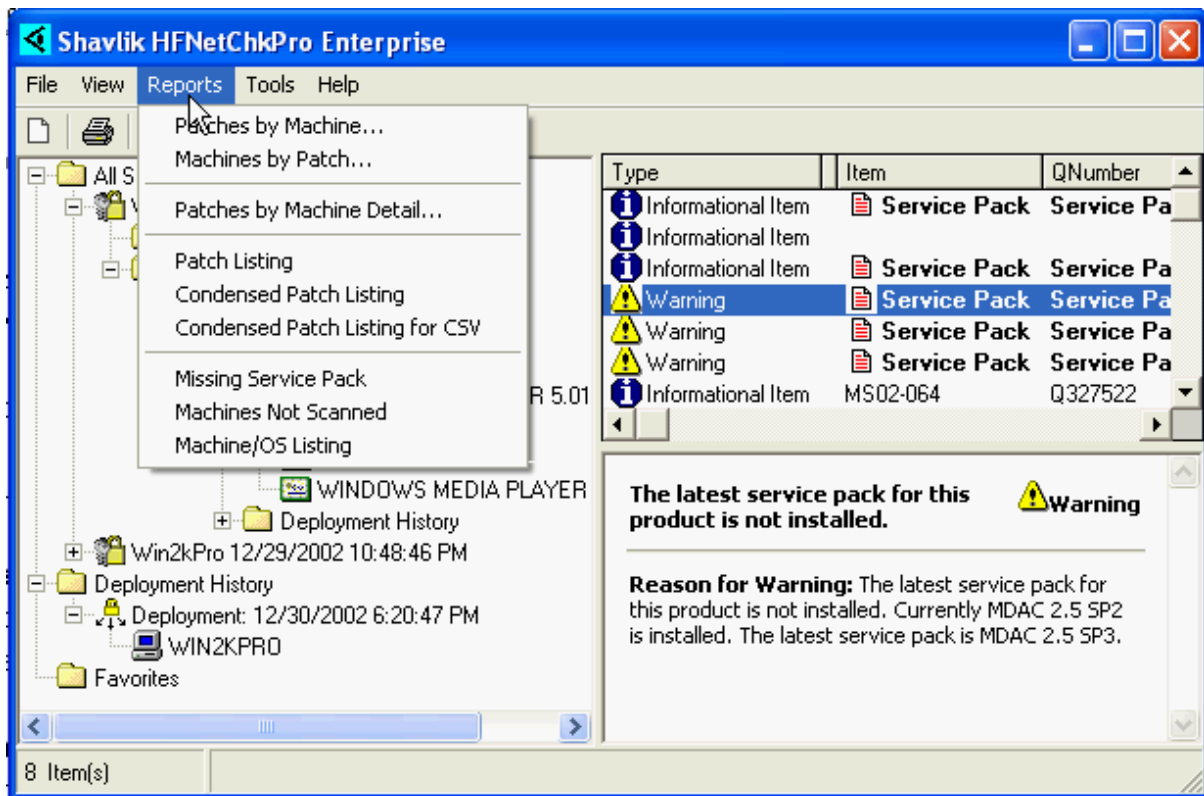 Shavlik HFNetChkPro Enterprise
File View Reports Tools Help
Patches by Machine...
Machines by Patch...
Patches by Machine Detail...
Patch Listing
Condensed Patch Listing
Condensed Patch Listing for CSV
Missing Service Pack
Machines Not Scanned
Machine/OS Listing
All S
R 5.01
WINDOWS MEDIA PLAYER
Deployment History
Win2kPro 12/29/2002 10:48:46 PM
Deployment History
Deployment: 12/30/2002 6:20:47 PM
WIN2KPRO
Favorites
Type Item QNumber
Informational Item Service Pack Service Pa
Informational Item
Informational Item Service Pack Service Pa
Warning Service Pack Service Pa
Warning Service Pack Service Pa
Warning Service Pack Service Pa
Informational Item MS02-064 Q327522
The latest service pack for this
product is not installed.
Warning
Reason for Warning: The latest service pack for
this product is not installed. Currently MDAC 2.5 SP2
is installed. The latest service pack is MDAC 2.5 SP3.
8 Item(s)